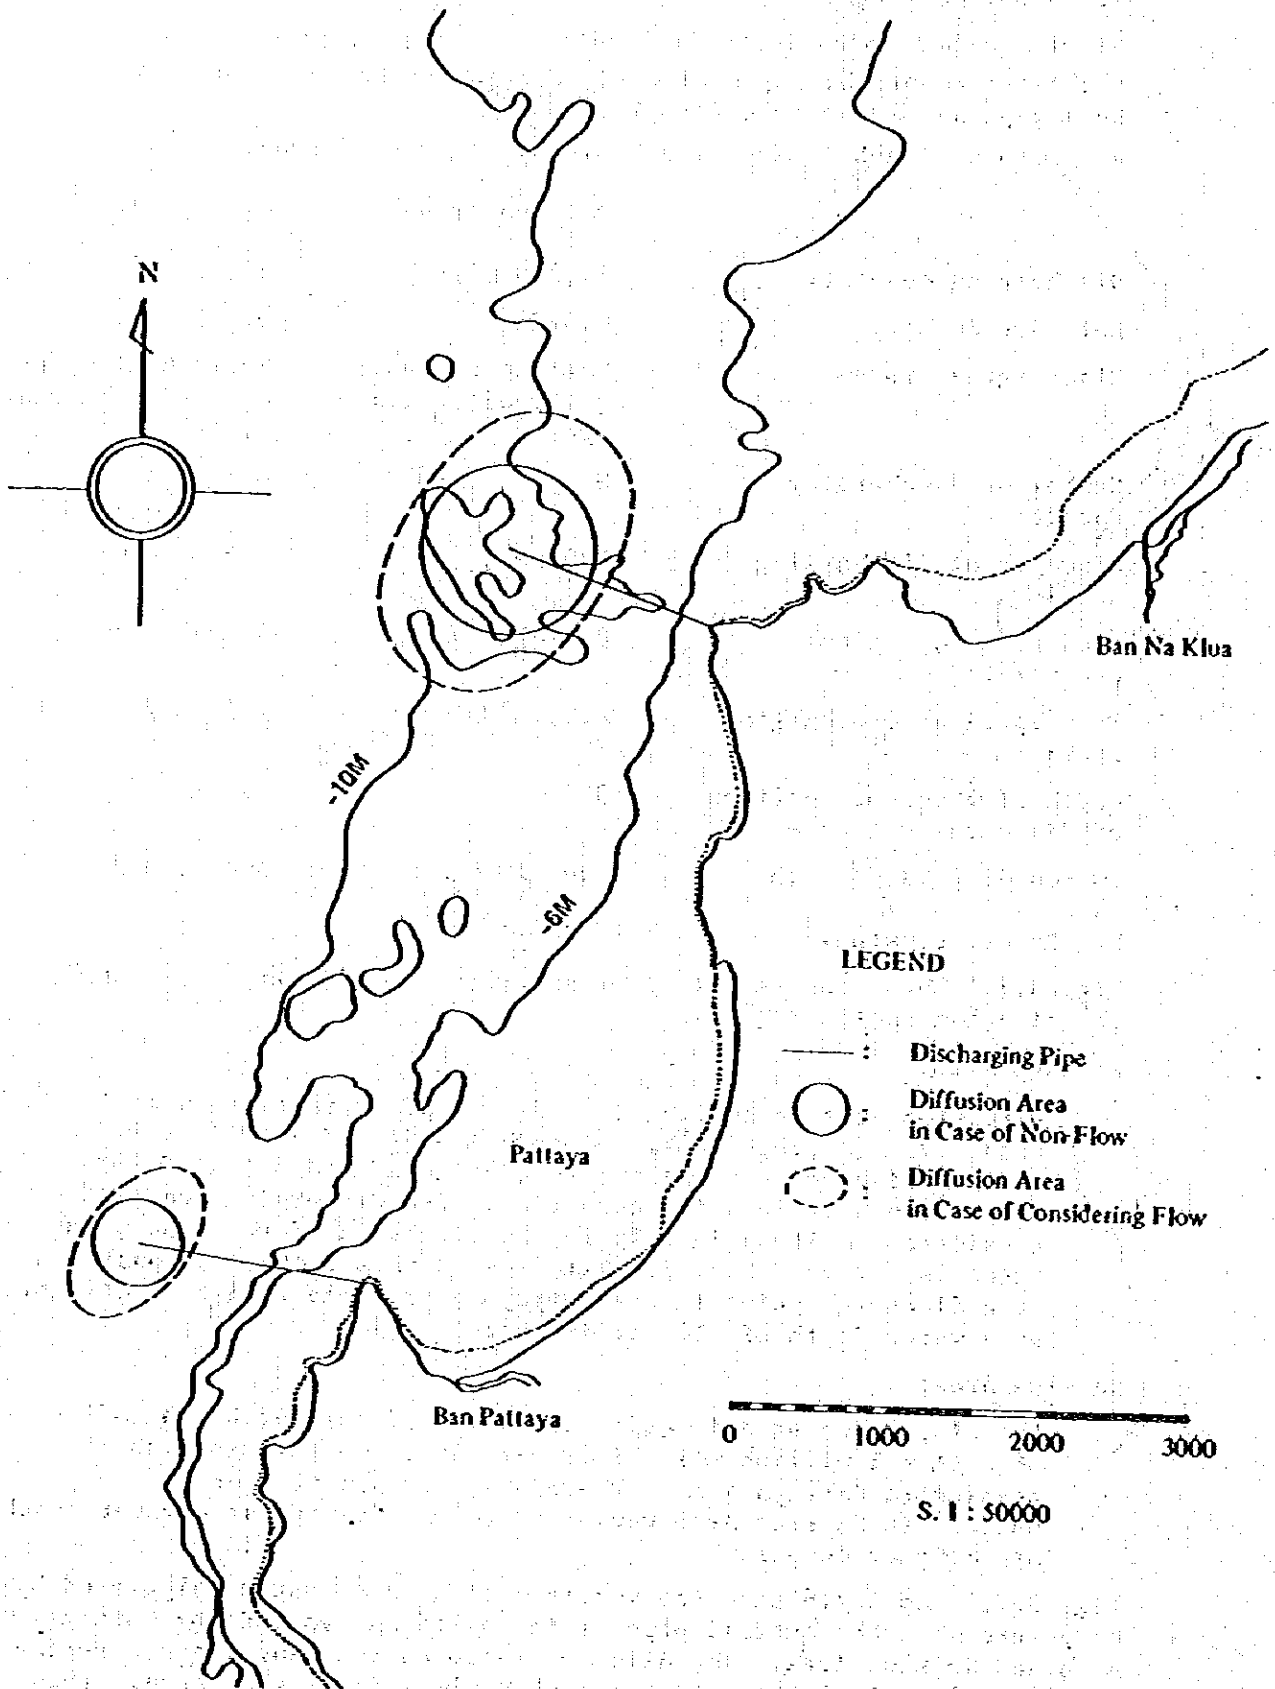 N
Ban Na Klua
-10M
-6M
LEGEND
: Discharging Pipe
: Diffusion Area
in Case of Non-Flow
: Diffusion Area
in Case of Considering Flow
Pattaya
Ban Pattaya
0 1000 2000 3000
S. 1 : 50000